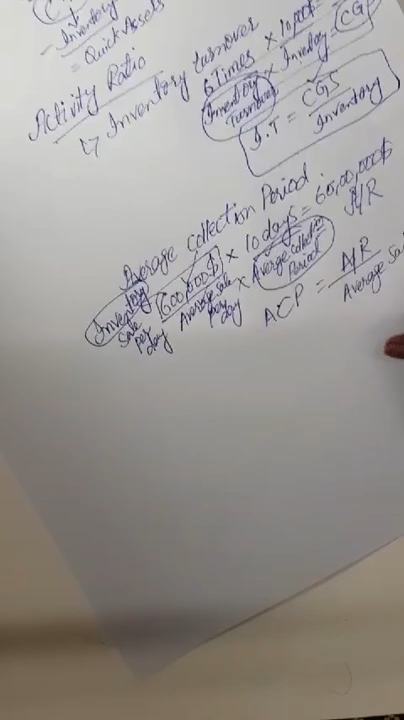 - Inventory
= Quick Assets
Activity Ratio
↳ Inventory turnover
6 Times × 10,000$ =
Inventory Turnover × Inventory = CGS
I.T = CGS / Inventory
Average Collection Period :
600,000$ × 10 days = 60,00,000$
Inventory sale per day
Average sale per day × Average Collection Period
A/R
ACP = A/R / Average Sa